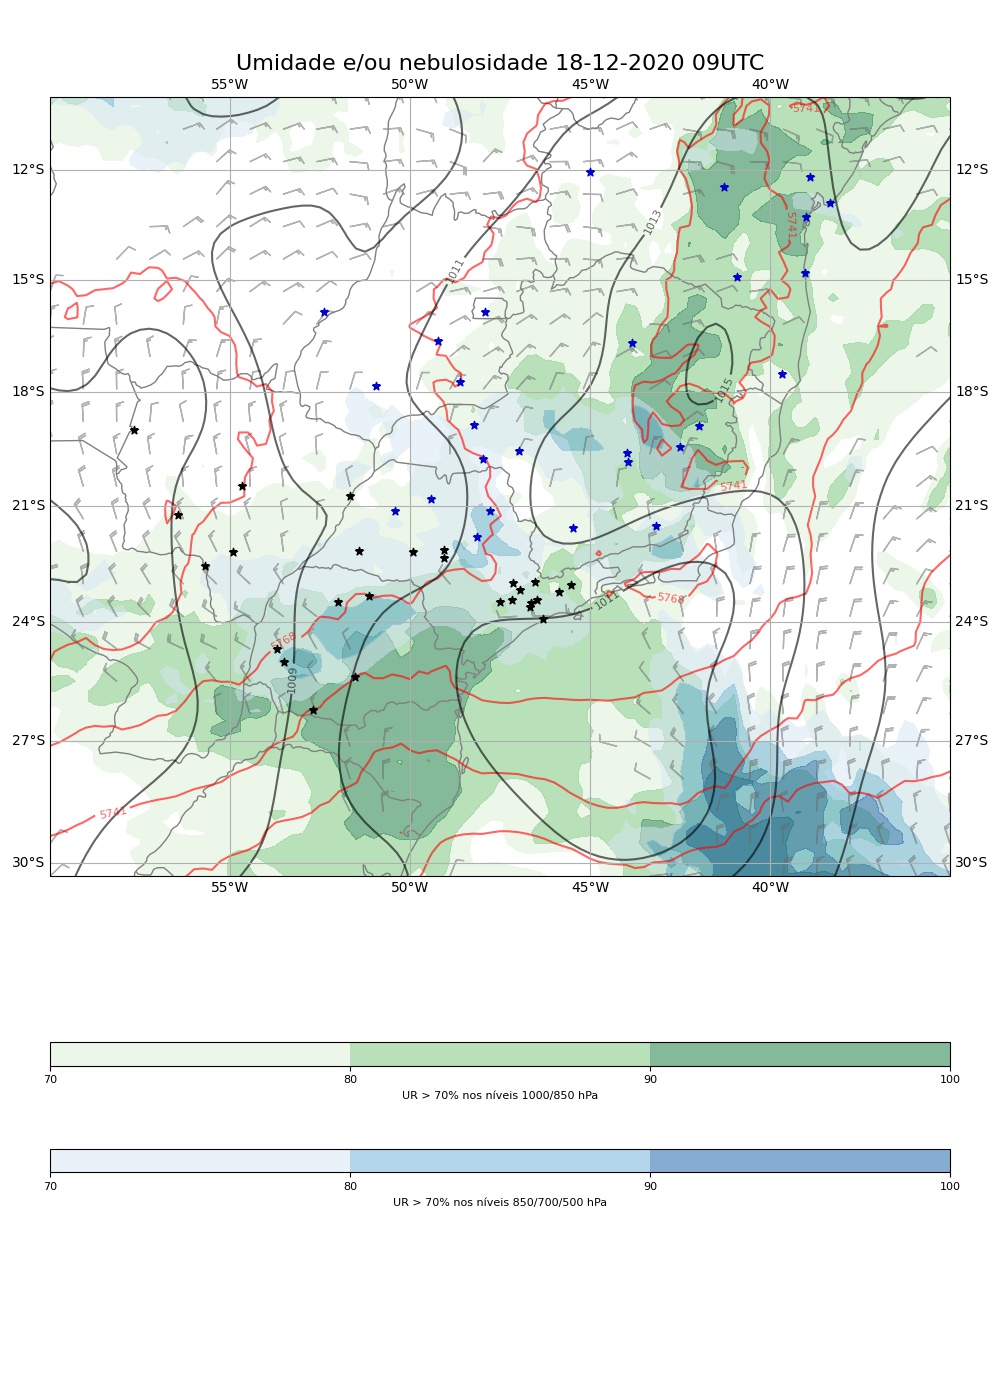 Umidade e/ou nebulosidade 18-12-2020 09UTC
55°W 50°W 45°W 40°W
5741
12°S 12°S
1013
5741
1011
15°S 15°S
1015
18°S 18°S
5741
21°S 21°S
5768
1011
24°S 24°S
5768
1009
27°S 27°S
5741
30°S 30°S
55°W 50°W 45°W 40°W
70 80 90 100
UR > 70% nos níveis 1000/850 hPa
70 80 90 100
UR > 70% nos níveis 850/700/500 hPa